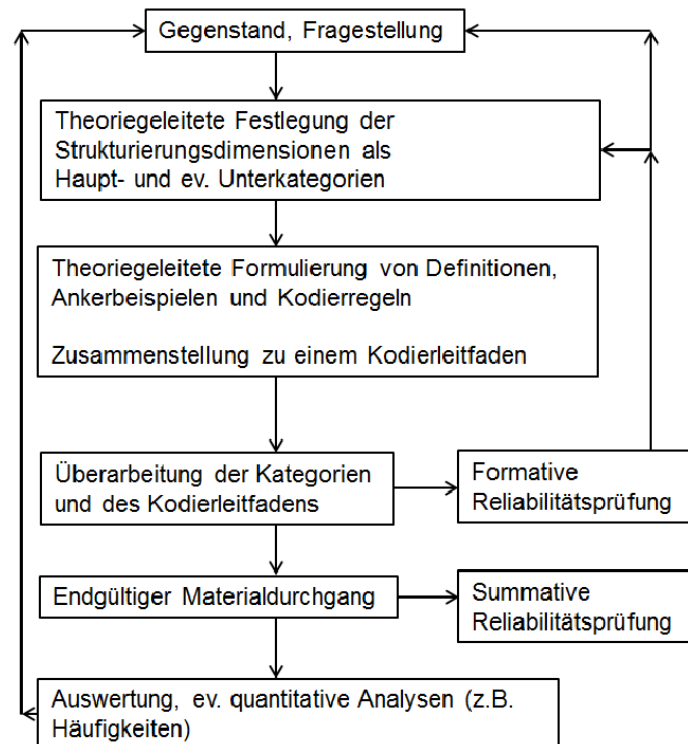 Gegenstand, Fragestellung
Theoriegeleitete Festlegung der
Strukturierungsdimensionen als
Haupt- und ev. Unterkategorien
Theoriegeleitete Formulierung von Definitionen,
Ankerbeispielen und Kodierregeln
Zusammenstellung zu einem Kodierleitfaden
Überarbeitung der Kategorien
und des Kodierleitfadens
Formative
Reliabilitätsprüfung
Endgültiger Materialdurchgang
Summative
Reliabilitätsprüfung
Auswertung, ev. quantitative Analysen (z.B.
Häufigkeiten)